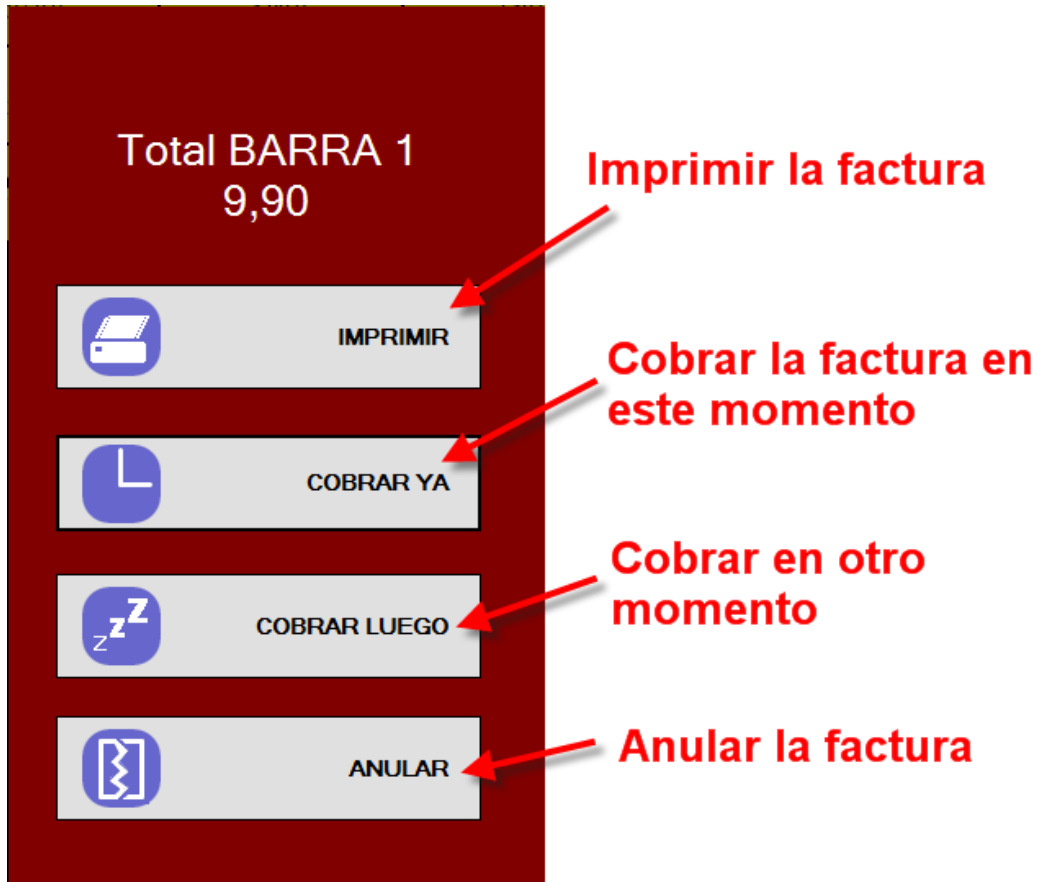 Total BARRA 1
9,90
Imprimir la factura
IMPRIMIR
Cobrar la factura en
este momento
COBRAR YA
Cobrar en otro
momento
zzZ
COBRAR LUEGO
Anular la factura
ANULAR